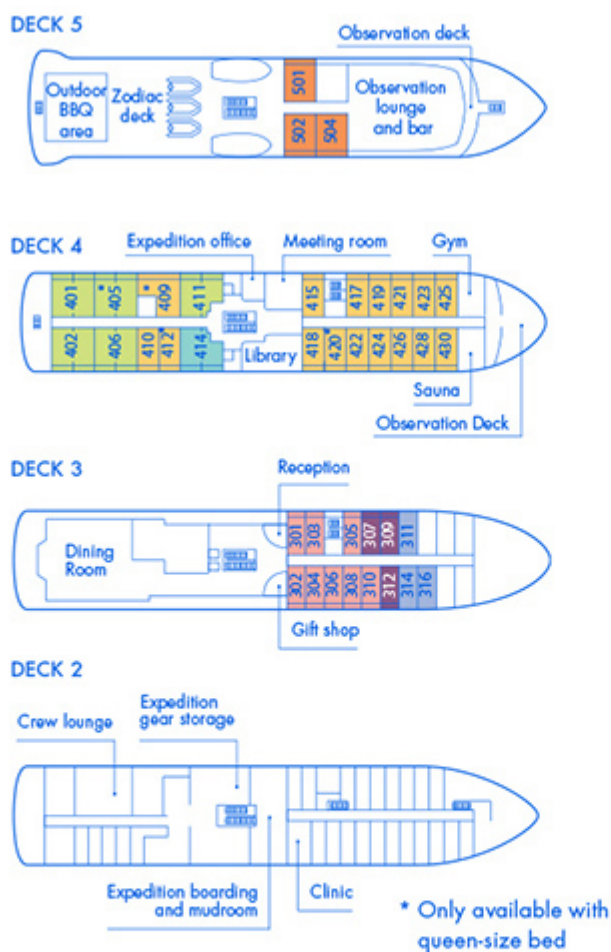 DECK 5
Observation deck
Outdoor
BBQ
area
Zodiac
deck
501
502
504
Observation
lounge
and bar
DECK 4
Expedition office
Meeting room
Gym
401
* 405
* 409
411
415
417
419
421
423
425
402
406
410
412 *
414
Library
418
420 *
422
424
426
428
430
Sauna
Observation Deck
DECK 3
Reception
Dining
Room
301
303
305
307
309
311
302
304
306
308
310
312
314
316
Gift shop
DECK 2
Crew lounge
Expedition
gear storage
Expedition boarding
and mudroom
Clinic
* Only available with
queen-size bed